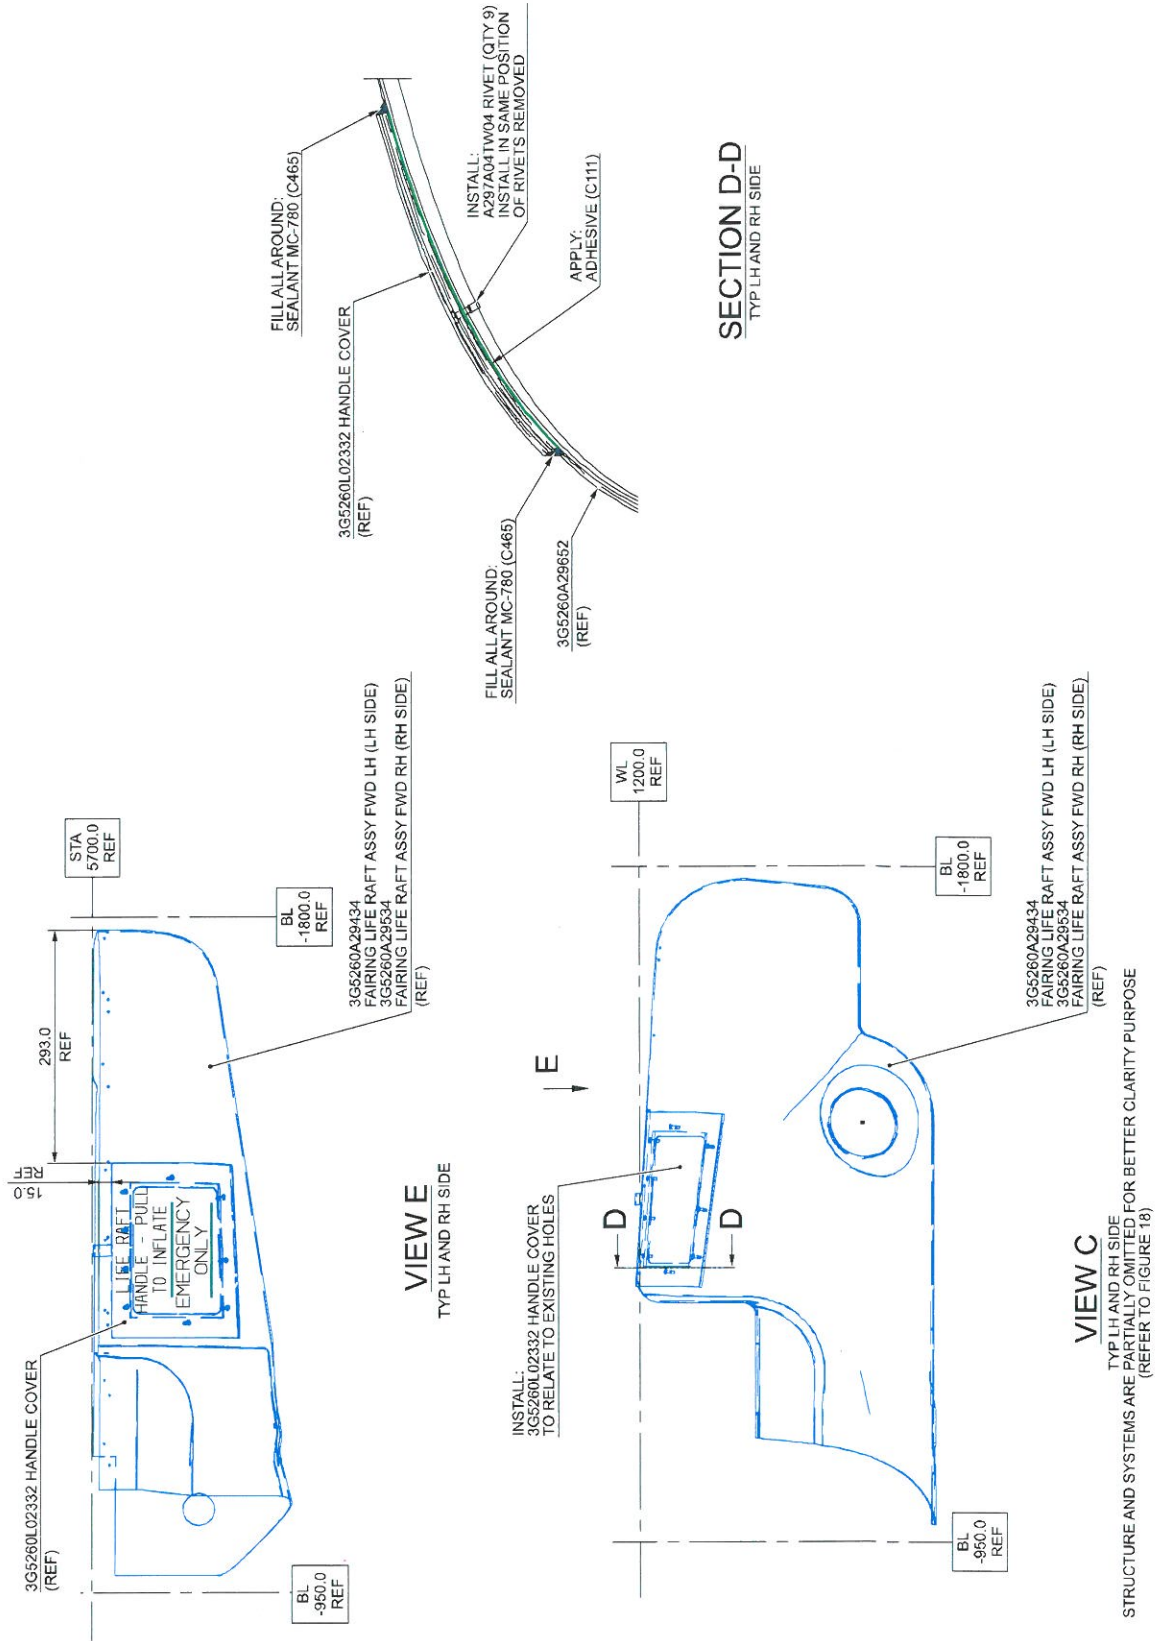 3G5260L02332 HANDLE COVER
(REF)
BL
-950.0
REF
LIFE RAFT
HANDLE - PULL
TO INFLATE
EMERGENCY
ONLY
15.0
REF
293.0
REF
STA
5700.0
REF
BL
-1800.0
REF
3G5260A29434
FAIRING LIFE RAFT ASSY FWD LH (LH SIDE)
3G5260A29534
FAIRING LIFE RAFT ASSY FWD RH (RH SIDE)
(REF)
VIEW E
TYP LH AND RH SIDE
FILL ALL AROUND:
SEALANT MC-780 (C465)
3G5260L02332 HANDLE COVER
(REF)
INSTALL:
A297A04TW04 RIVET (QTY 9)
INSTALL IN SAME POSITION
OF RIVETS REMOVED
FILL ALL AROUND:
SEALANT MC-780 (C465)
APPLY:
ADHESIVE (C111)
3G5260A29652
(REF)
SECTION D-D
TYP LH AND RH SIDE
INSTALL:
3G5260L02332 HANDLE COVER
TO RELATE TO EXISTING HOLES
E
D
D
WL
1200.0
REF
BL
-1800.0
REF
BL
-950.0
REF
3G5260A29434
FAIRING LIFE RAFT ASSY FWD LH (LH SIDE)
3G5260A29534
FAIRING LIFE RAFT ASSY FWD RH (RH SIDE)
(REF)
VIEW C
TYP LH AND RH SIDE
STRUCTURE AND SYSTEMS ARE PARTIALLY OMITTED FOR BETTER CLARITY PURPOSE
(REFER TO FIGURE 18)